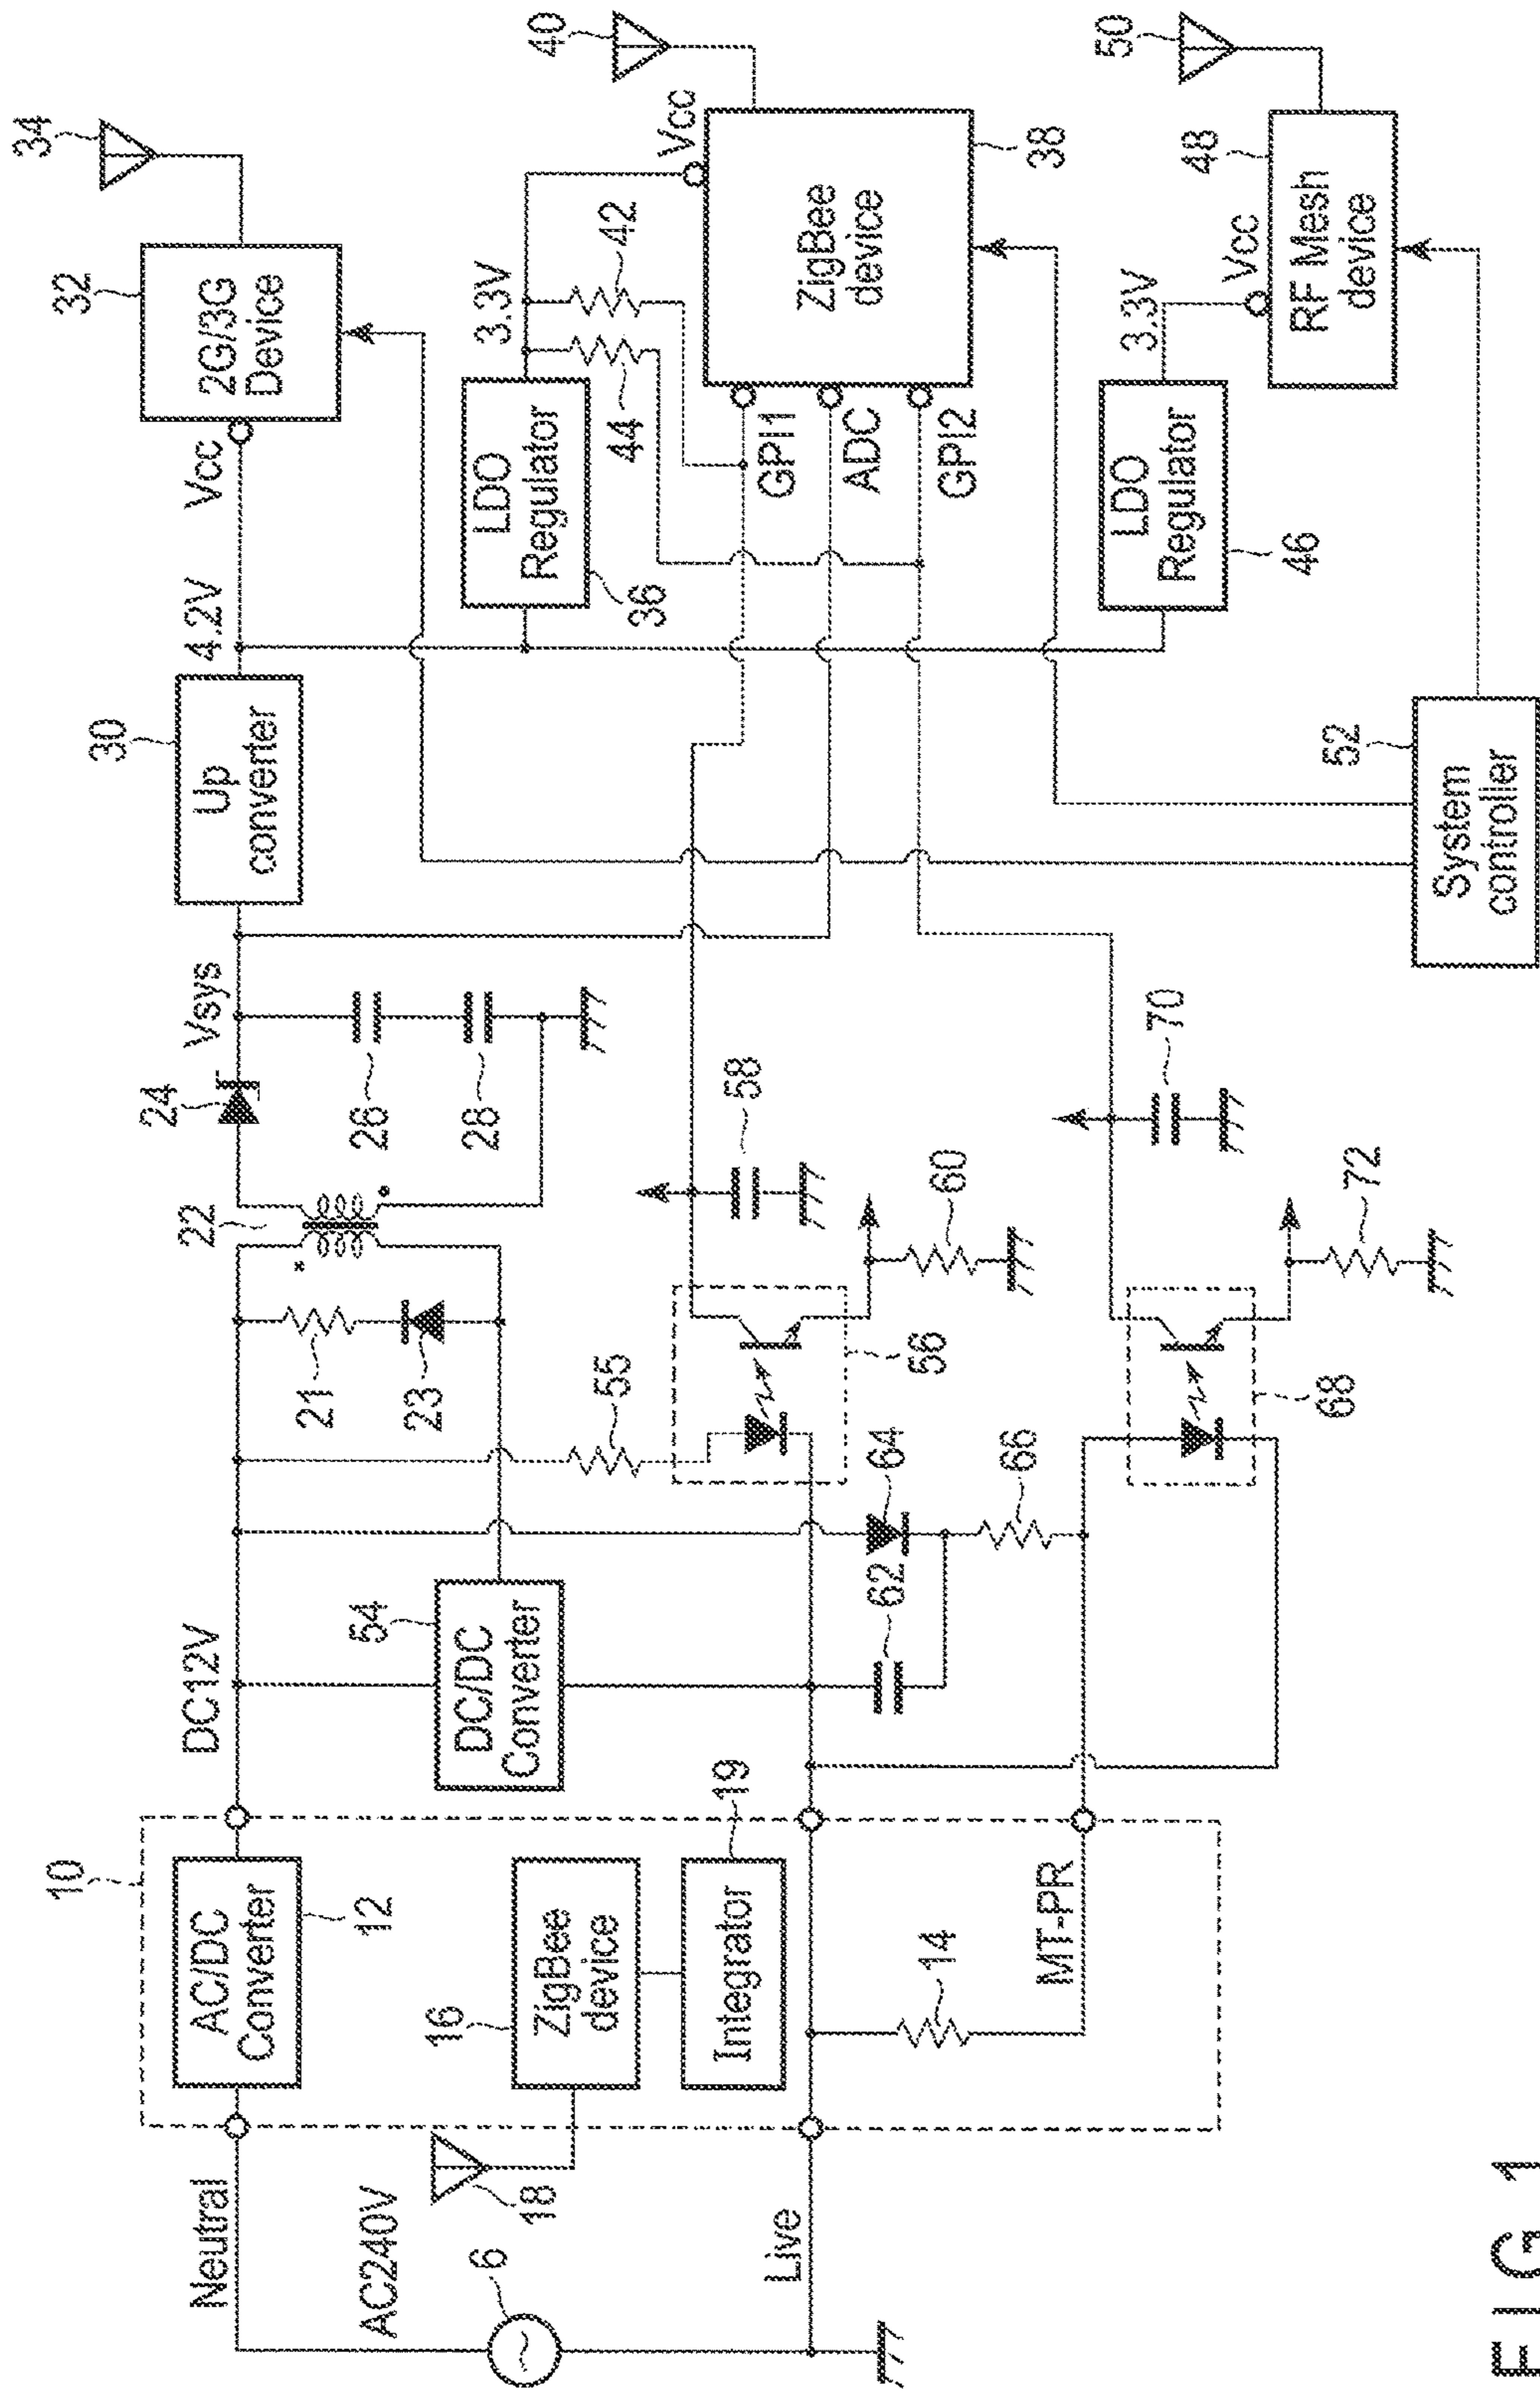 34
32
2G/3G
Device
Vcc
4.2V
30
Up
converter
Vsys
24
26
28
22
21
23
DC12V
54
DC/DC
Converter
10
AC/DC
Converter
12
Neutral
AC240V
6
18
16
ZigBee
device
19
Integrator
Live
14
MT-PR
40
Vcc
3.3V
42
44
LDO
Regulator
36
ZigBee
device
38
GPI1
ADC
GPI2
58
60
55
56
64
62
66
68
70
72
50
48
RF Mesh
device
Vcc
3.3V
LDO
Regulator
46
52
System
controller
FIG. 1